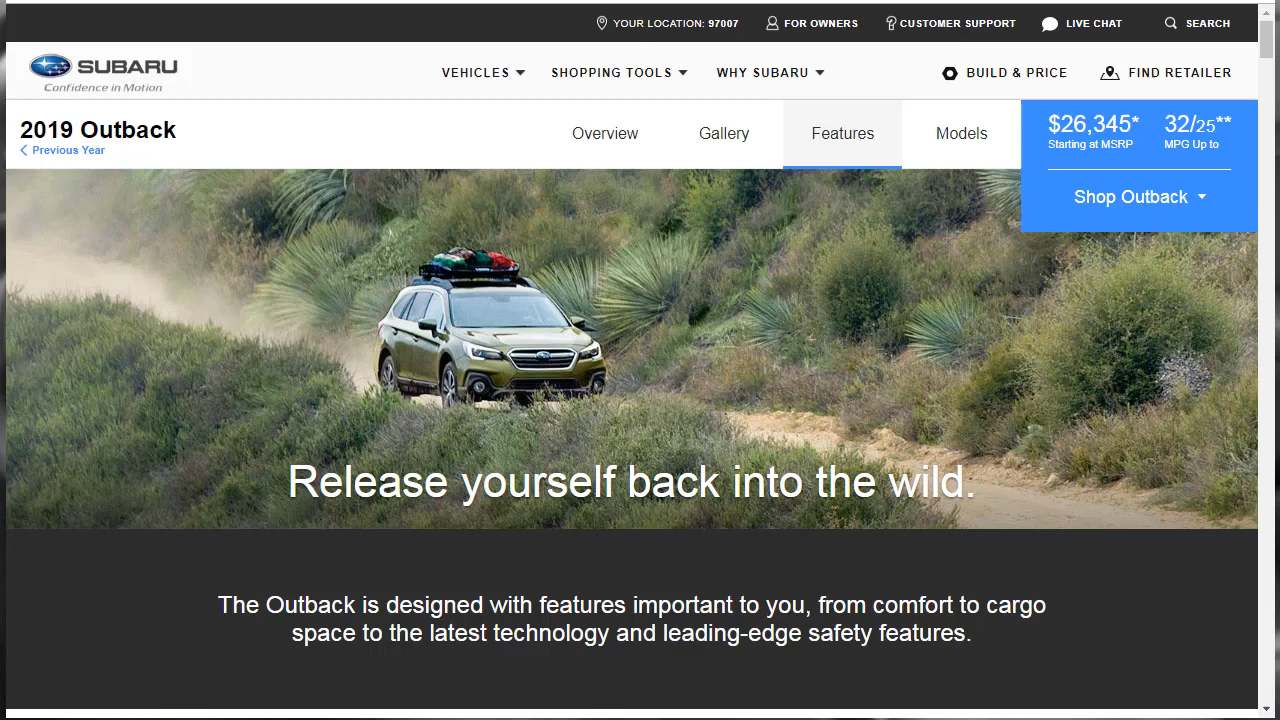 YOUR LOCATION: 97007
FOR OWNERS
CUSTOMER SUPPORT
LIVE CHAT
SEARCH
SUBARU
Confidence in Motion
VEHICLES
SHOPPING TOOLS
WHY SUBARU
BUILD & PRICE
FIND RETAILER
2019 Outback
Previous Year
Overview
Gallery
Features
Models
$26,345*
Starting at MSRP
32/25**
MPG Up to
Shop Outback
Release yourself back into the wild.
The Outback is designed with features important to you, from comfort to cargo
space to the latest technology and leading-edge safety features.